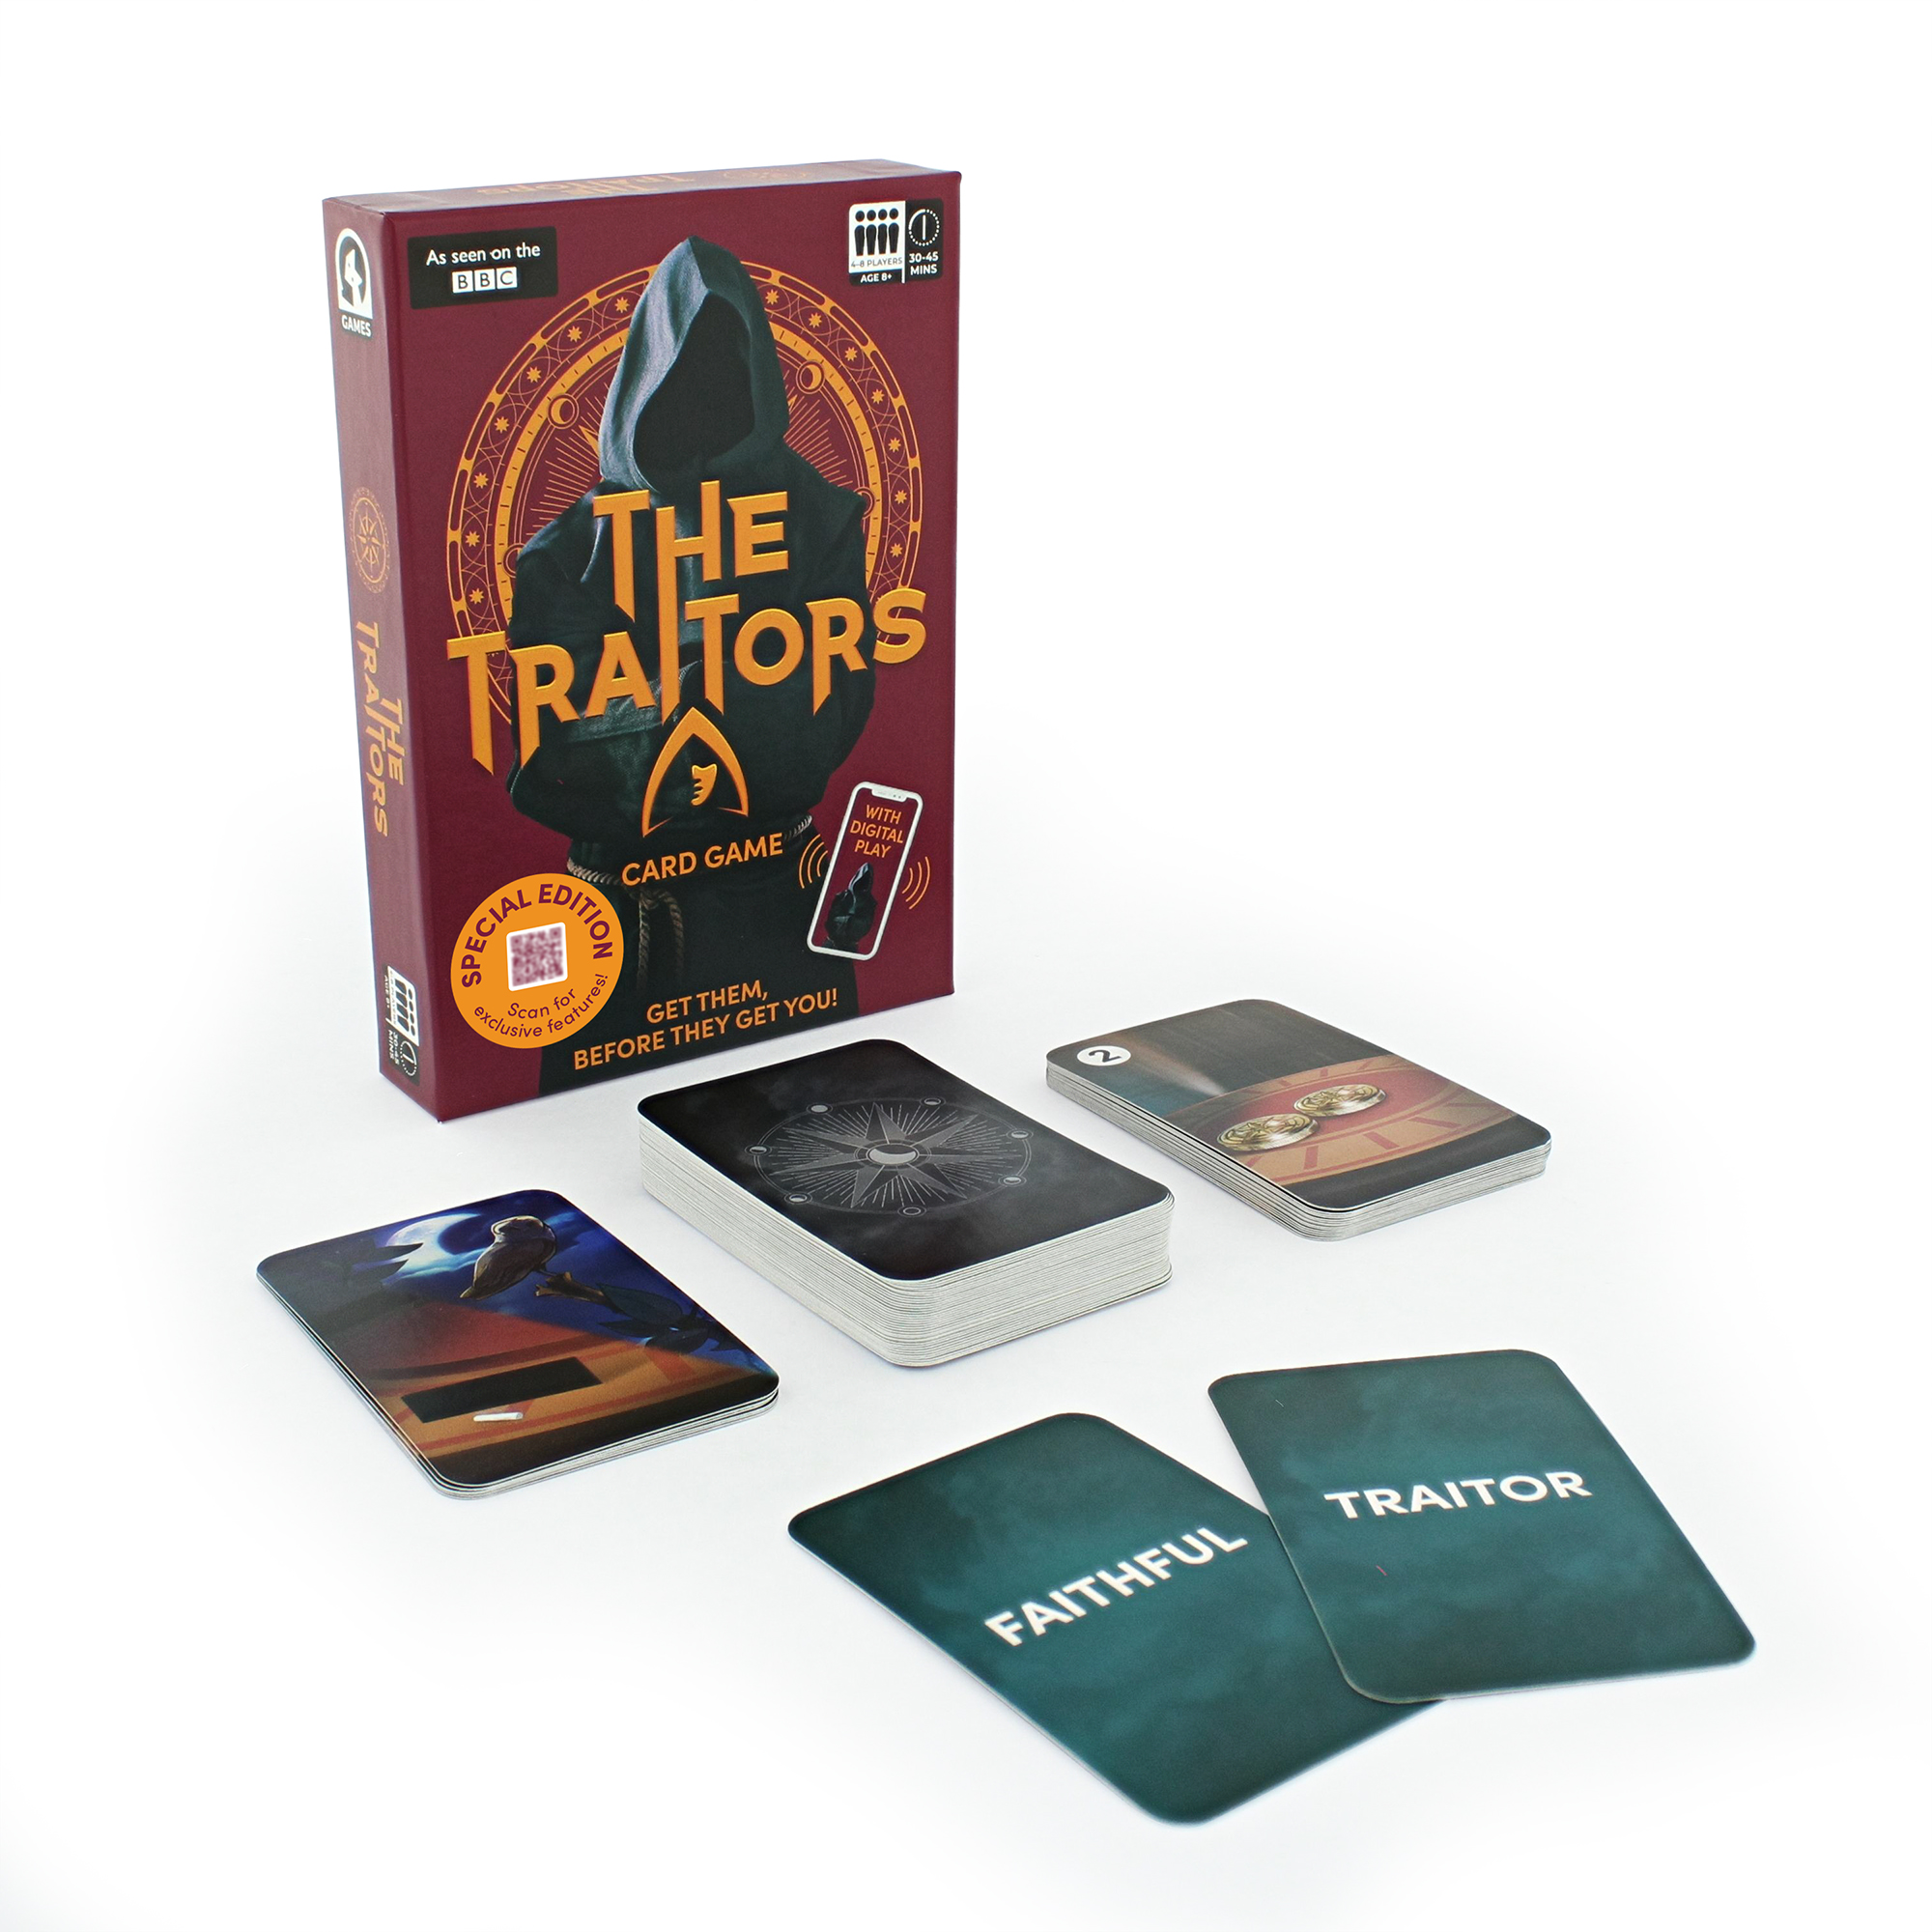 THE
TRAITORS
As seen on the
BBC
4-8 PLAYERS
AGE 8+
30-45
MINS
GAMES
THE
TRAITORS
THE
TRAITORS
CARD GAME
WITH
DIGITAL
PLAY
SPECIAL EDITION
Scan for
exclusive features!
GET THEM,
BEFORE THEY GET YOU!
2
FAITHFUL
TRAITOR